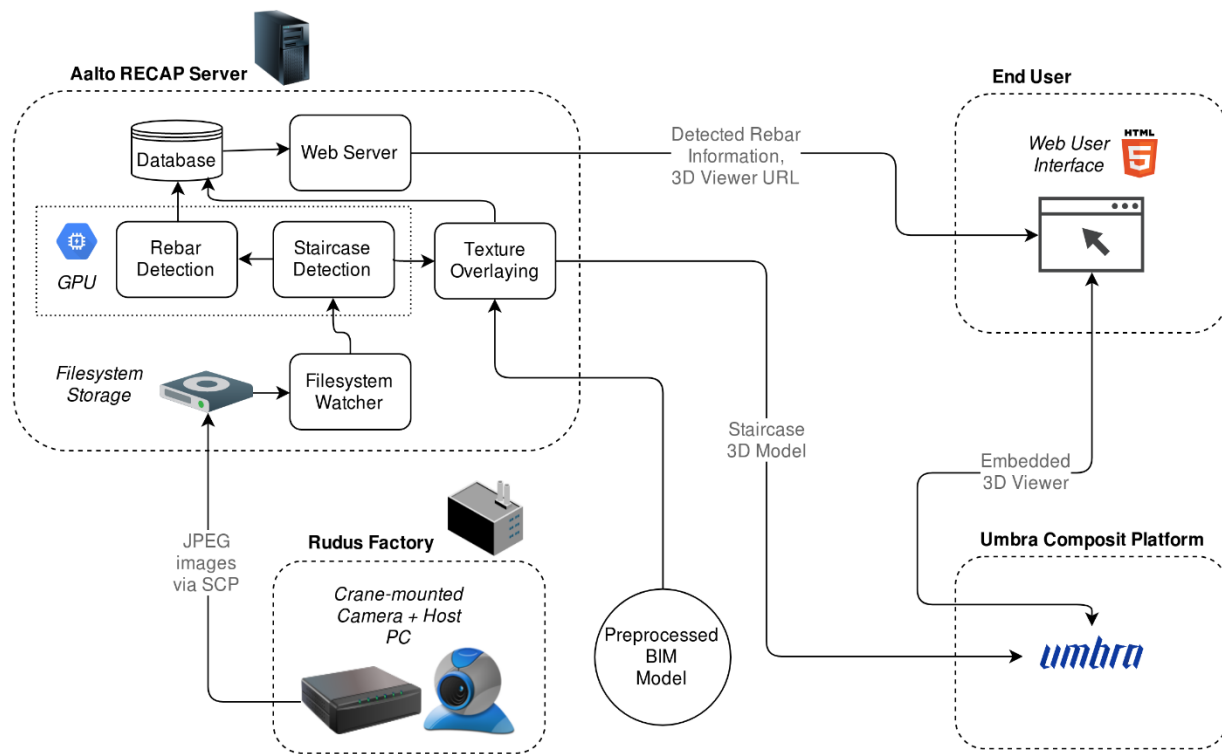 Aalto RECAP Server
End User
Database
Web Server
Detected Rebar
Information,
3D Viewer URL
Web User
Interface
HTML
5
GPU
Rebar
Detection
Staircase
Detection
Texture
Overlaying
Filesystem
Storage
Filesystem
Watcher
Staircase
3D Model
Embedded
3D Viewer
JPEG
images
via SCP
Rudus Factory
Crane-mounted
Camera + Host
PC
Preprocessed
BIM
Model
Umbra Composit Platform
umbra